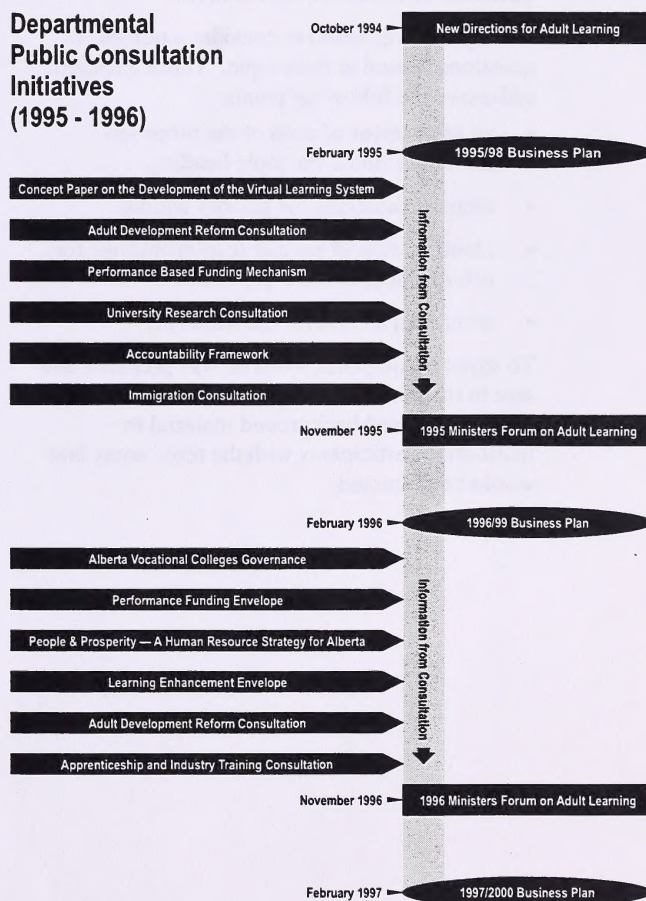 Departmental
Public Consultation
Initiatives
(1995 - 1996)
October 1994
New Directions for Adult Learning
February 1995
1995/98 Business Plan
Concept Paper on the Development of the Virtual Learning System
Adult Development Reform Consultation
Performance Based Funding Mechanism
University Research Consultation
Accountability Framework
Immigration Consultation
Infromation from Consultation
November 1995
1995 Ministers Forum on Adult Learning
February 1996
1996/99 Business Plan
Alberta Vocational Colleges Governance
Performance Funding Envelope
People & Prosperity — A Human Resource Strategy for Alberta
Learning Enhancement Envelope
Adult Development Reform Consultation
Apprenticeship and Industry Training Consultation
Information from Consultation
November 1996
1996 Ministers Forum on Adult Learning
February 1997
1997/2000 Business Plan